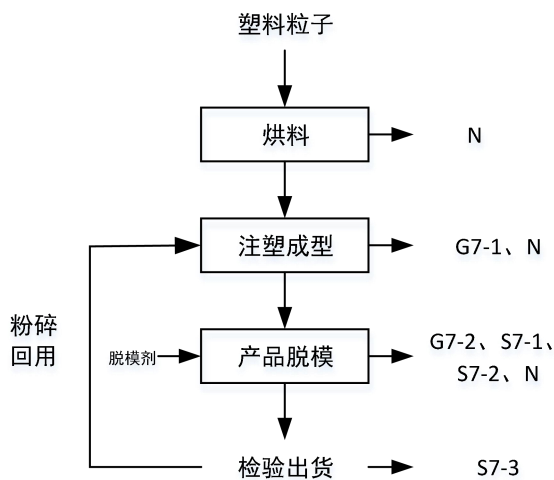 塑料粒子
烘料
N
注塑成型
G7-1、N
粉碎
回用
脱模剂
产品脱模
G7-2、S7-1、
S7-2、N
检验出货
S7-3